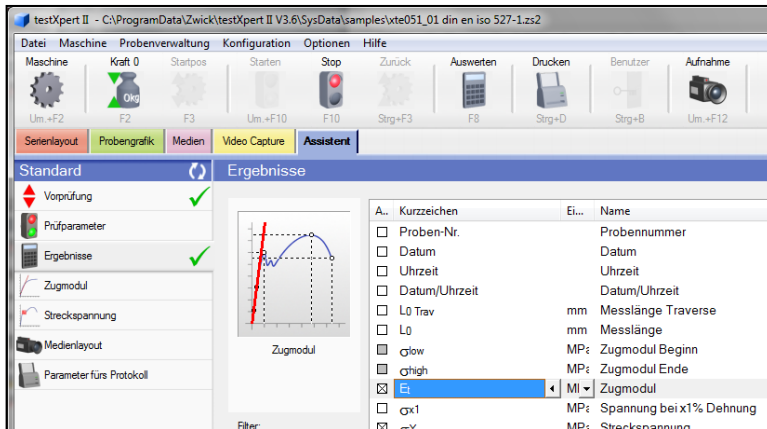 testXpert II - C:\ProgramData\Zwick\testXpert II V3.6\SysData\samples\xte051_01 din en iso 527-1.zs2
Datei Maschine Probenverwaltung Konfiguration Optionen Hilfe
Maschine Kraft 0 Startpos Starten Stop Zurück Auswerten Drucken Benutzer Aufnahme
0kg
Um.+F2 F2 F3 Um.+F10 F10 Strg+F3 F8 Strg+D Strg+B Um.+F12
Serienlayout Probengrafik Medien Video Capture Assistent
Standard Ergebnisse
Vorprüfung
Prüfparameter
Ergebnisse
Zugmodul
Streckspannung
Medienlayout
Parameter fürs Protokoll
Zugmodul
Filter:
A.. Kurzzeichen Ei... Name
Proben-Nr. Probennummer
Datum Datum
Uhrzeit Uhrzeit
Datum/Uhrzeit Datum/Uhrzeit
L0 Trav mm Messlänge Traverse
L0 mm Messlänge
σlow MPa Zugmodul Beginn
σhigh MPa Zugmodul Ende
Et MI Zugmodul
σx1 MPa Spannung bei x1% Dehnung
σY MPa Streckspannung